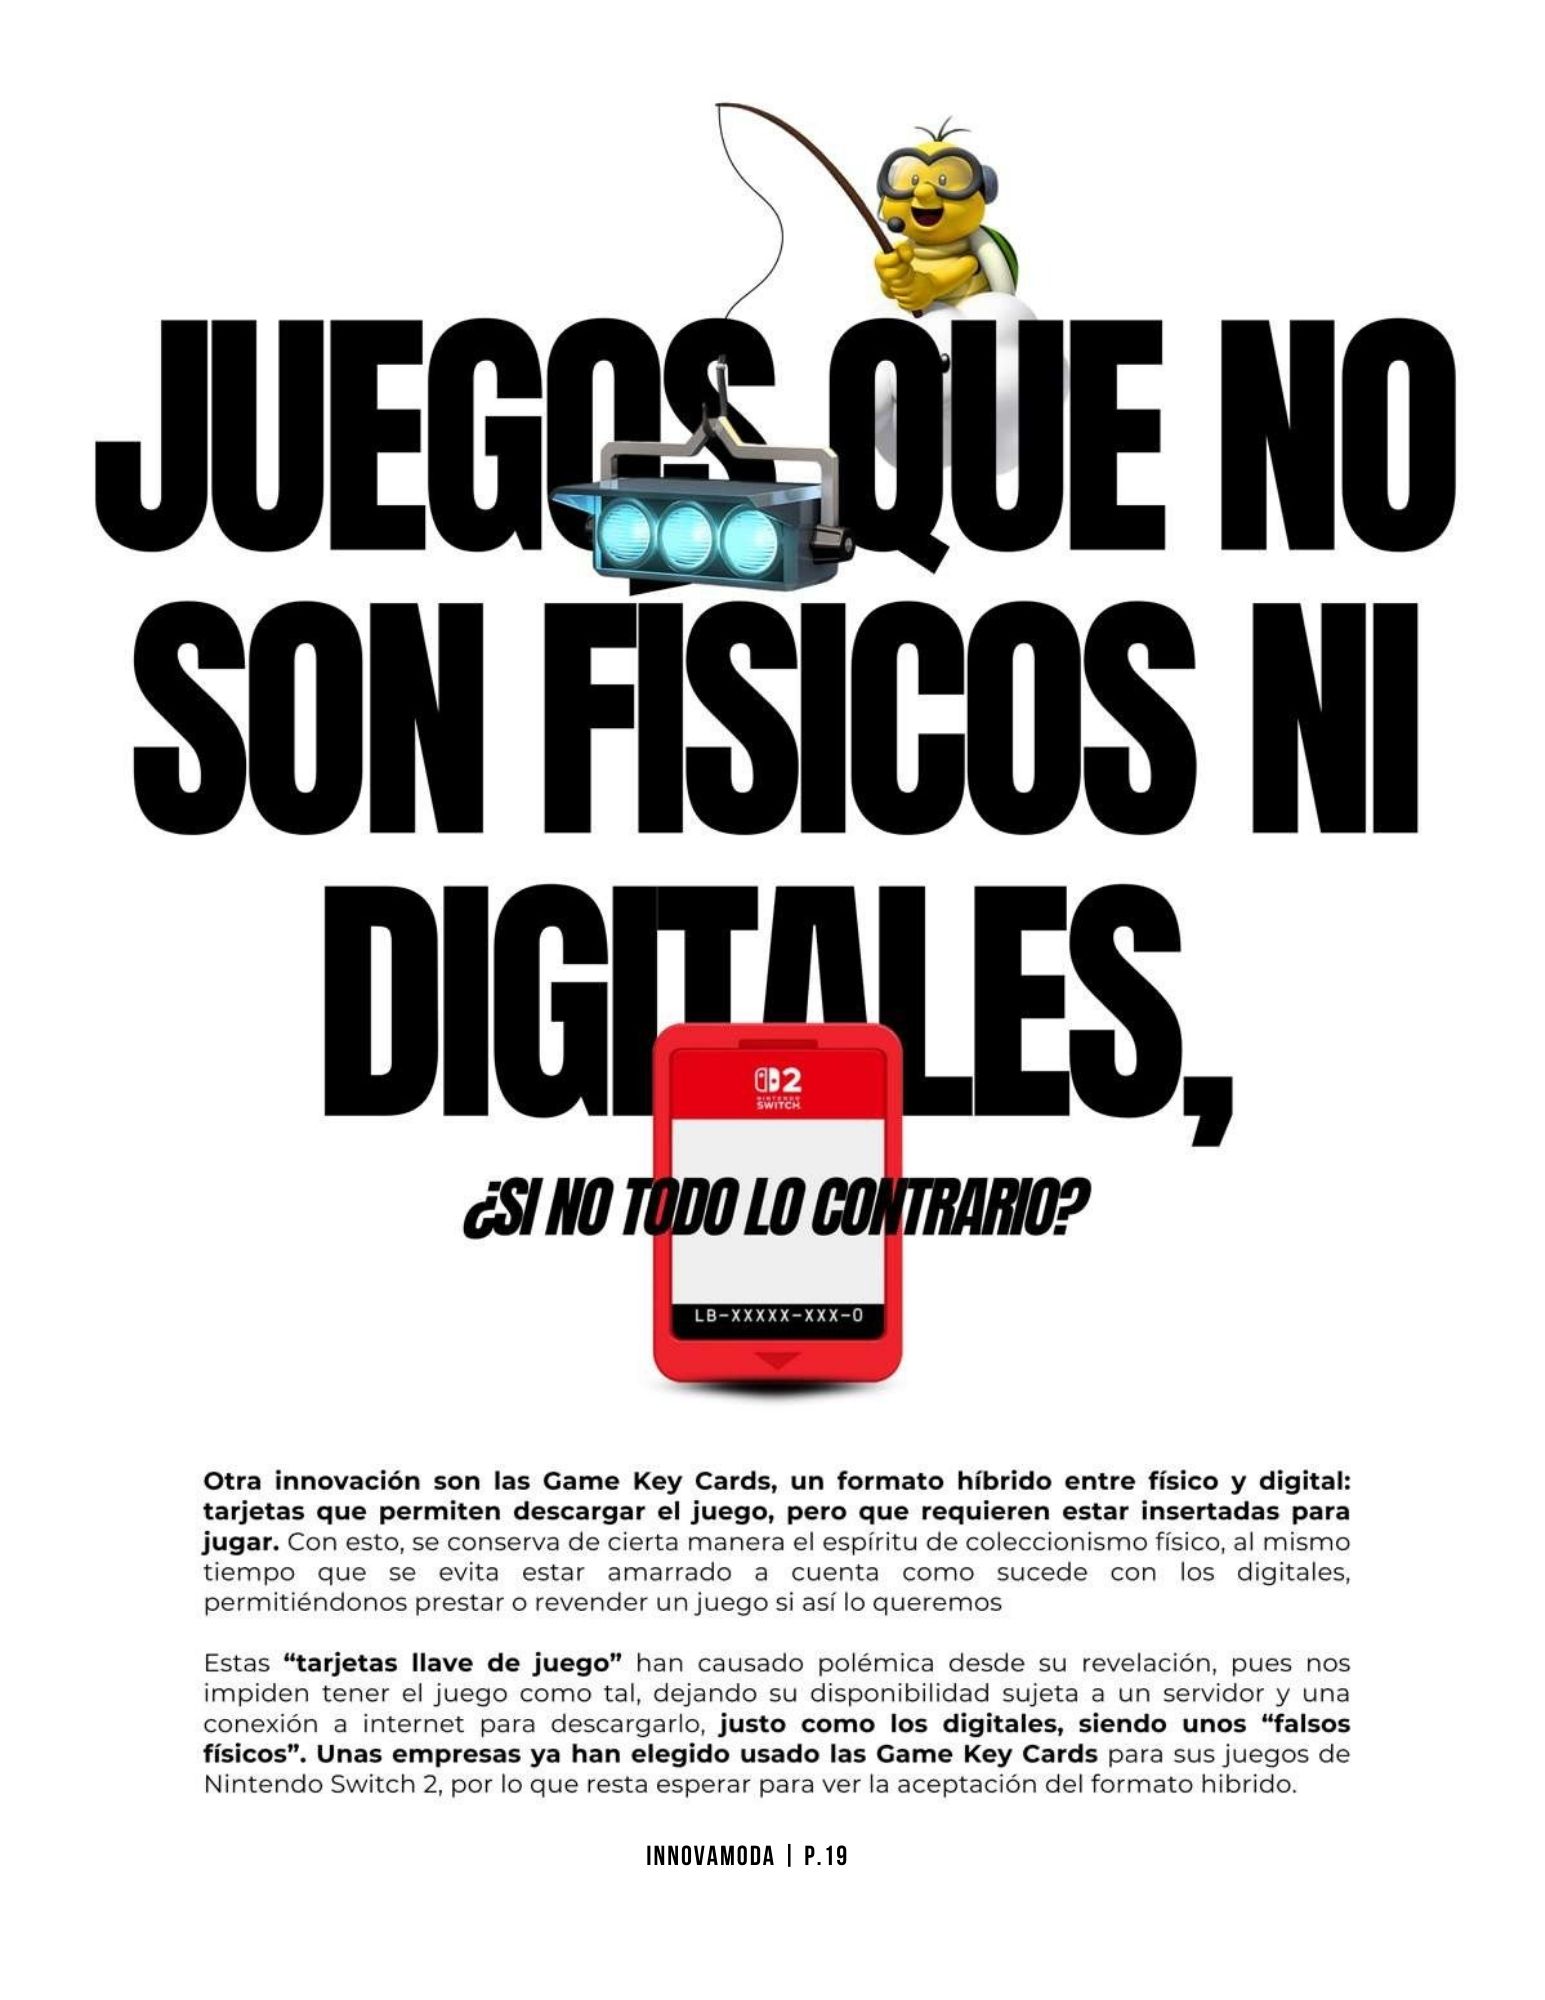 JUEGOS QUE NO
SON FÍSICOS NI
DIGITALES,
2
NINTENDO
SWITCH
¿SI NO TODO LO CONTRARIO?
LB-XXXXX-XXX-0
Otra innovación son las Game Key Cards, un formato híbrido entre físico y digital:
tarjetas que permiten descargar el juego, pero que requieren estar insertadas para
jugar. Con esto, se conserva de cierta manera el espíritu de coleccionismo físico, al mismo
tiempo que se evita estar amarrado a cuenta como sucede con los digitales,
permitiéndonos prestar o revender un juego si así lo queremos
Estas “tarjetas llave de juego” han causado polémica desde su revelación, pues nos
impiden tener el juego como tal, dejando su disponibilidad sujeta a un servidor y una
conexión a internet para descargarlo, justo como los digitales, siendo unos “falsos
físicos”. Unas empresas ya han elegido usado las Game Key Cards para sus juegos de
Nintendo Switch 2, por lo que resta esperar para ver la aceptación del formato hibrido.
INNOVAMODA | P.19